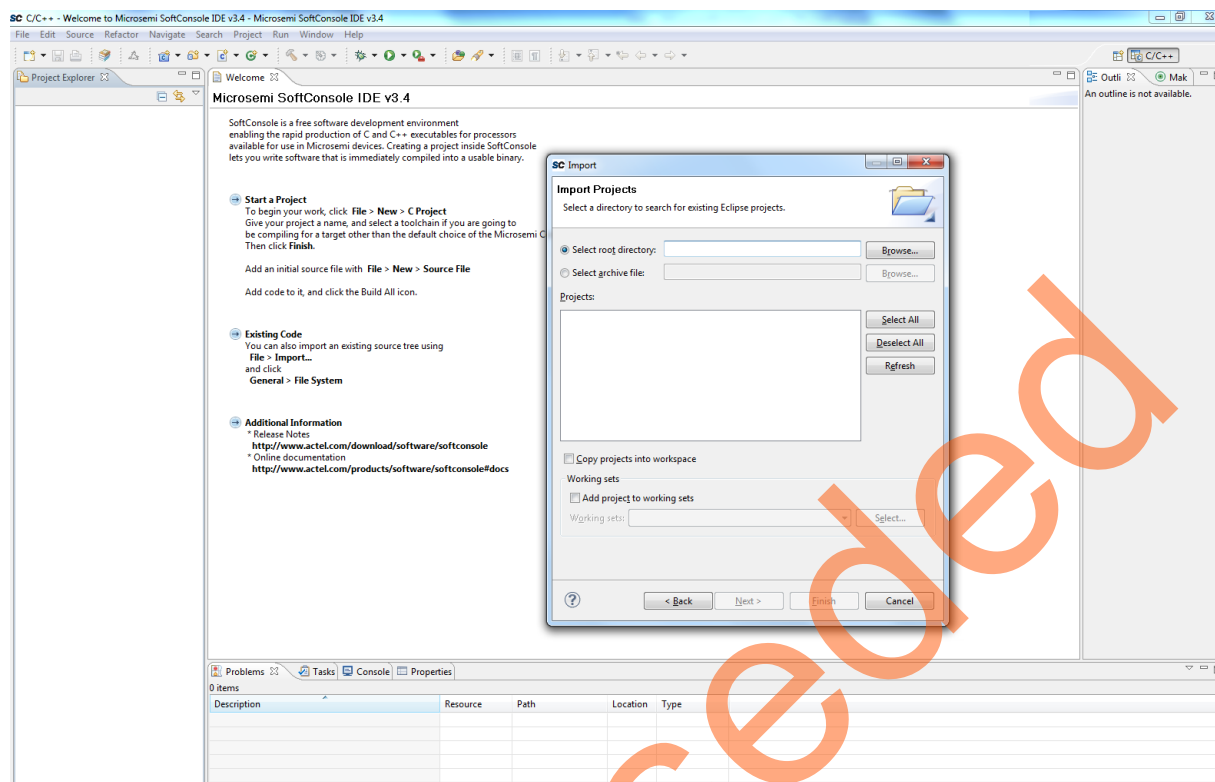 SC C/C++ - Welcome to Microsemi SoftConsole IDE v3.4 - Microsemi SoftConsole IDE v3.4
File Edit Source Refactor Navigate Search Project Run Window Help
C/C++
Project Explorer
Welcome
Outli
Mak
An outline is not available.
Microsemi SoftConsole IDE v3.4
SoftConsole is a free software development environment
enabling the rapid production of C and C++ executables for processors
available for use in Microsemi devices. Creating a project inside SoftConsole
lets you write software that is immediately compiled into a usable binary.
Start a Project
To begin your work, click File > New > C Project
Give your project a name, and select a toolchain if you are going to
be compiling for a target other than the default choice of the Microsemi C
Then click Finish.
Add an initial source file with File > New > Source File
Add code to it, and click the Build All icon.
Existing Code
You can also import an existing source tree using
File > Import...
and click
General > File System
Additional Information
* Release Notes
http://www.actel.com/download/software/softconsole
* Online documentation
http://www.actel.com/products/software/softconsole#docs
SC Import
Import Projects
Select a directory to search for existing Eclipse projects.
Select root directory:
Browse...
Select archive file:
Browse...
Projects:
Select All
Deselect All
Refresh
Copy projects into workspace
Working sets
Add project to working sets
Working sets:
Select...
< Back
Next >
Finish
Cancel
Problems
Tasks
Console
Properties
0 items
Description Resource Path Location Type
ceded